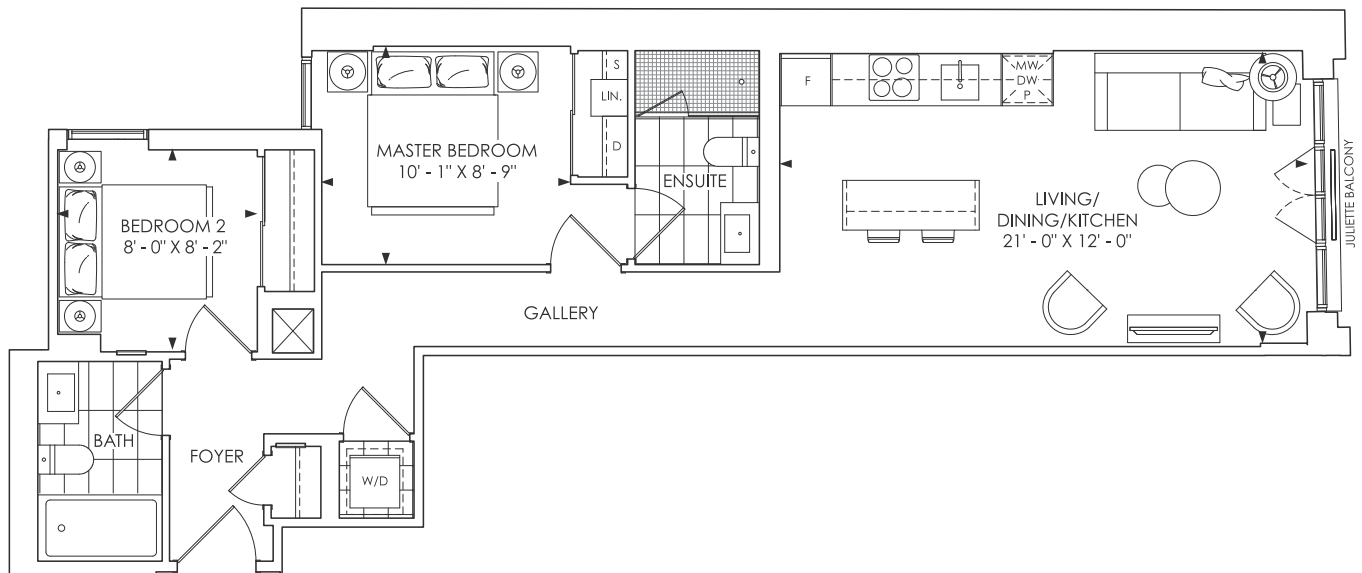 S
LIN.
D
MASTER BEDROOM
10' - 1" X 8' - 9"
ENSUITE
F
MW
DW
P
BEDROOM 2
8' - 0" X 8' - 2"
LIVING/
DINING/KITCHEN
21' - 0" X 12' - 0"
JULIETTE BALCONY
GALLERY
BATH
FOYER
W/D